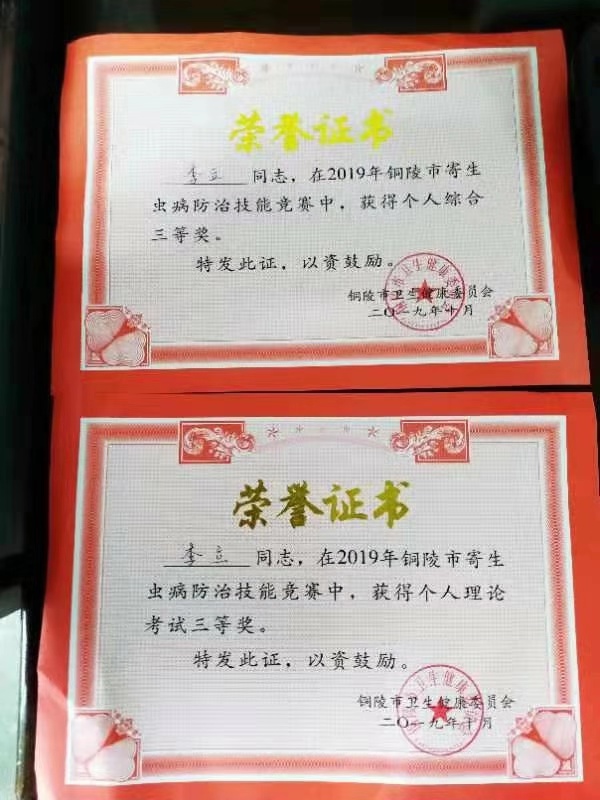 荣誉证书
李立 同志，在2019年铜陵市寄生
虫病防治技能竞赛中，获得个人综合
三等奖。
特发此证，以资鼓励。
铜陵市卫生健康委员会
二〇一九年十月
荣誉证书
李立 同志，在2019年铜陵市寄生
虫病防治技能竞赛中，获得个人理论
考试三等奖。
特发此证，以资鼓励。
铜陵市卫生健康委员会
二〇一九年十月